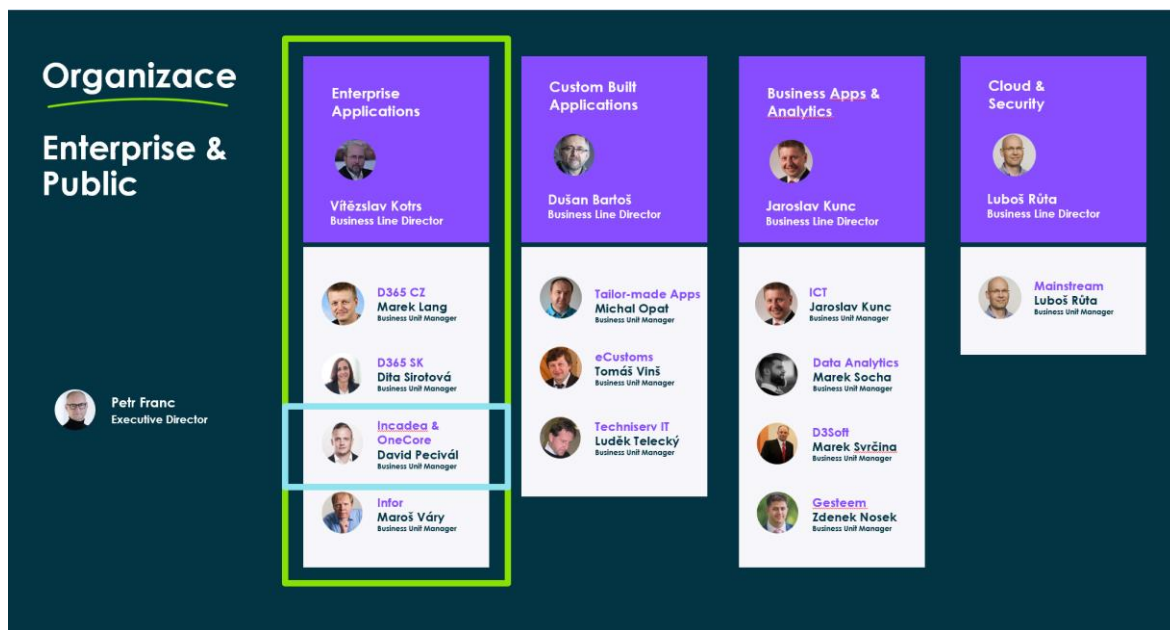 Organizace
Enterprise &
Public
Petr Franc
Executive Director
Enterprise
Applications
Vítězslav Kotrs
Business Line Director
D365 CZ
Marek Lang
Business Unit Manager
D365 SK
Dita Sirotová
Business Unit Manager
Incadea &
OneCore
David Pecivál
Business Unit Manager
Infor
Maroš Váry
Business Unit Manager
Custom Built
Applications
Dušan Bartoš
Business Line Director
Tailor-made Apps
Michal Opat
Business Unit Manager
eCustoms
Tomáš Vinš
Business Unit Manager
Techniserv IT
Luděk Telecký
Business Unit Manager
Business Apps &
Analytics
Jaroslav Kunc
Business Line Director
ICT
Jaroslav Kunc
Business Unit Manager
Data Analytics
Marek Socha
Business Unit Manager
D3Soft
Marek Svrčina
Business Unit Manager
Gesteem
Zdenek Nosek
Business Unit Manager
Cloud &
Security
Luboš Růta
Business Line Director
Mainstream
Luboš Růta
Business Unit Manager